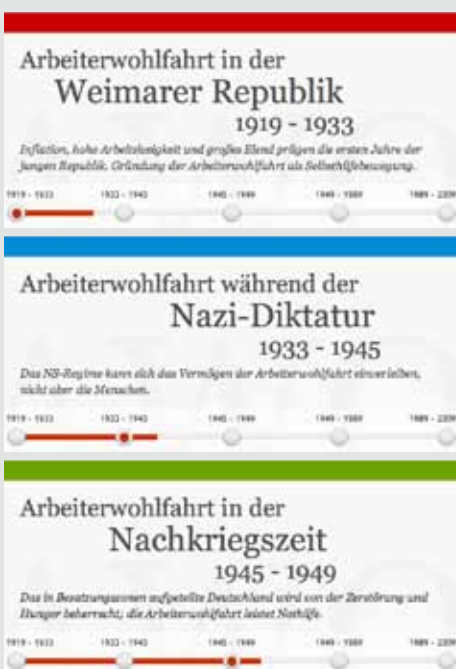 Arbeiterwohlfahrt in der
Weimarer Republik
1919 - 1933
Inflation, hohe Arbeitslosigkeit und großes Elend prägen die ersten Jahre der
jungen Republik. Gründung der Arbeiterwohlfahrt als Selbsthilfebewegung.
1919 - 1933 1933 - 1945 1945 - 1949 1949 - 1989 1989 - 2009
Arbeiterwohlfahrt während der
Nazi-Diktatur
1933 - 1945
Das NS-Regime kann sich das Vermögen der Arbeiterwohlfahrt einverleiben,
nicht aber die Menschen.
1919 - 1933 1933 - 1945 1945 - 1949 1949 - 1989 1989 - 2009
Arbeiterwohlfahrt in der
Nachkriegszeit
1945 - 1949
Das in Besatzungszonen aufgeteilte Deutschland wird von der Zerstörung und
Hunger beherrscht; die Arbeiterwohlfahrt leistet Nothilfe.
1919 - 1933 1933 - 1945 1945 - 1949 1949 - 1989 1989 - 2009